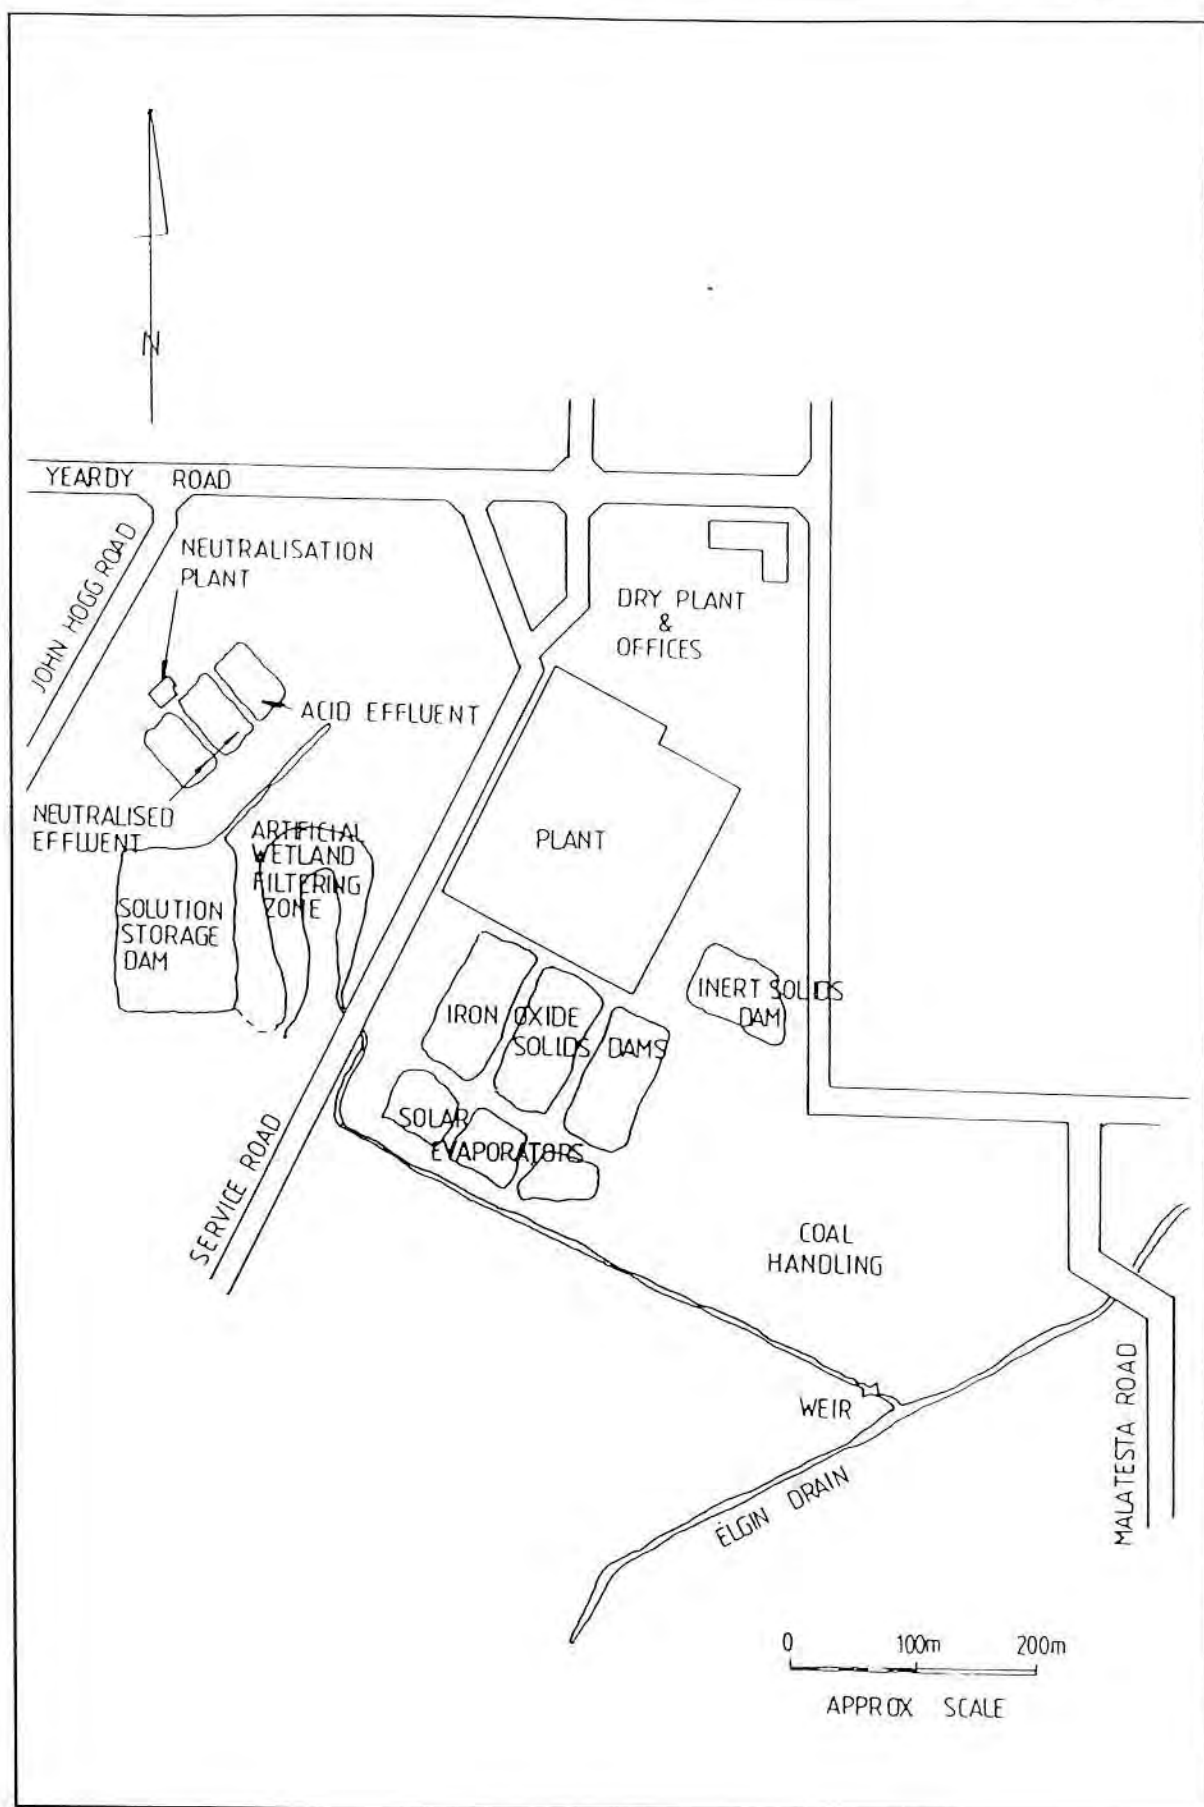 N
YEARDY ROAD
JOHN HOGG ROAD
NEUTRALISATION
PLANT
DRY PLANT
&
OFFICES
ACID EFFLUENT
NEUTRALISED
EFFLUENT
ARTIFICIAL
WETLAND
FILTERING
ZONE
PLANT
SOLUTION
STORAGE
DAM
INERT SOLIDS
DAM
IRON OXIDE
SOLIDS DAMS
SOLAR
EVAPORATORS
SERVICE ROAD
COAL
HANDLING
WEIR
ELGIN DRAIN
MALATESTA ROAD
0 100m 200m
APPROX SCALE